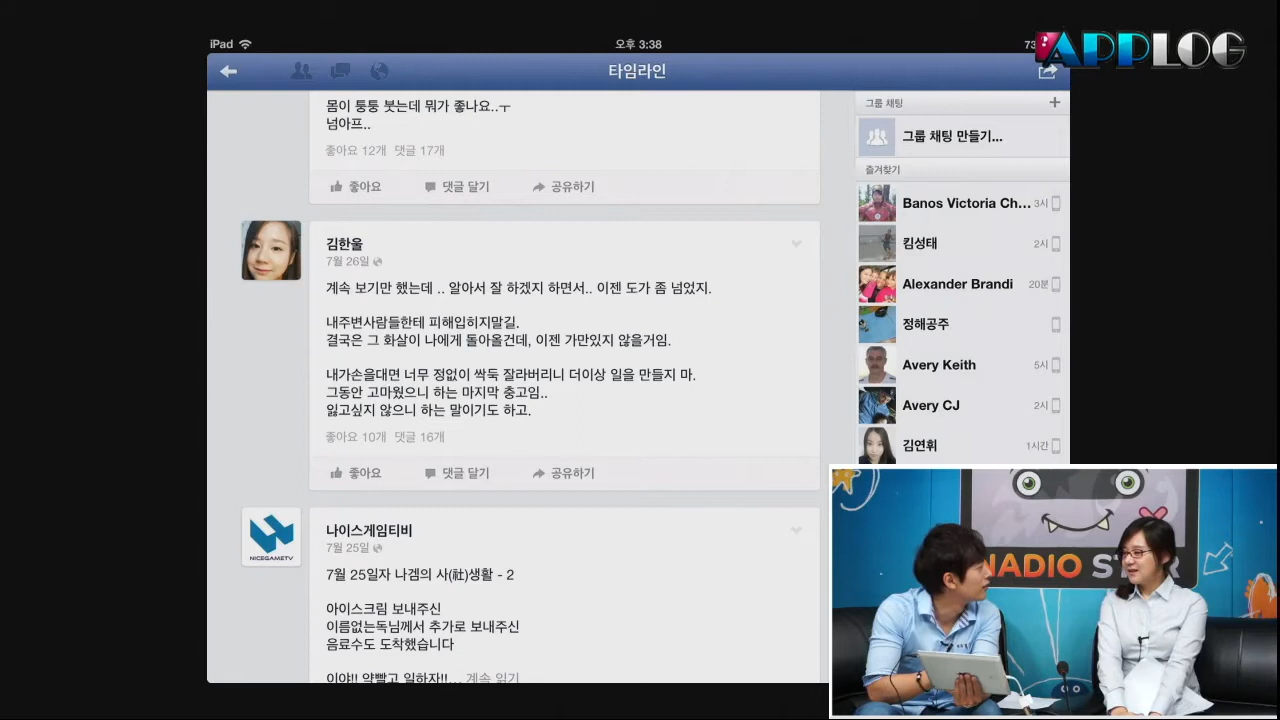 iPad
오후 3:38
73
?APPLOG
타임라인
몸이 퉁퉁 붓는데 뭐가 좋나요..ㅜ
넘아프..
좋아요 12개 댓글 17개
좋아요 댓글 달기 공유하기
김한울
7월 26일
계속 보기만 했는데 .. 알아서 잘 하겠지 하면서.. 이젠 도가 좀 넘었지.
내주변사람들한테 피해입히지말길.
결국은 그 화살이 나에게 돌아올건데, 이젠 가만있지 않을거임.
내가손을대면 너무 정없이 싹둑 잘라버리니 더이상 일을 만들지 마.
그동안 고마웠으니 하는 마지막 충고임..
잃고싶지 않으니 하는 말이기도 하고.
좋아요 10개 댓글 16개
좋아요 댓글 달기 공유하기
NICEGAMETV
나이스게임티비
7월 25일
7월 25일자 나겜의 사(社)생활 - 2
아이스크림 보내주신
이름없는독님께서 추가로 보내주신
음료수도 도착했습니다
이야!! 약빨고 일하자!!... 계속 읽기
그룹 채팅
그룹 채팅 만들기...
즐겨찾기
Banos Victoria Ch... 3시
킴성태 2시
Alexander Brandi 20분
정해공주
Avery Keith 5시
Avery CJ 2시
김연휘 1시간
NADIO S